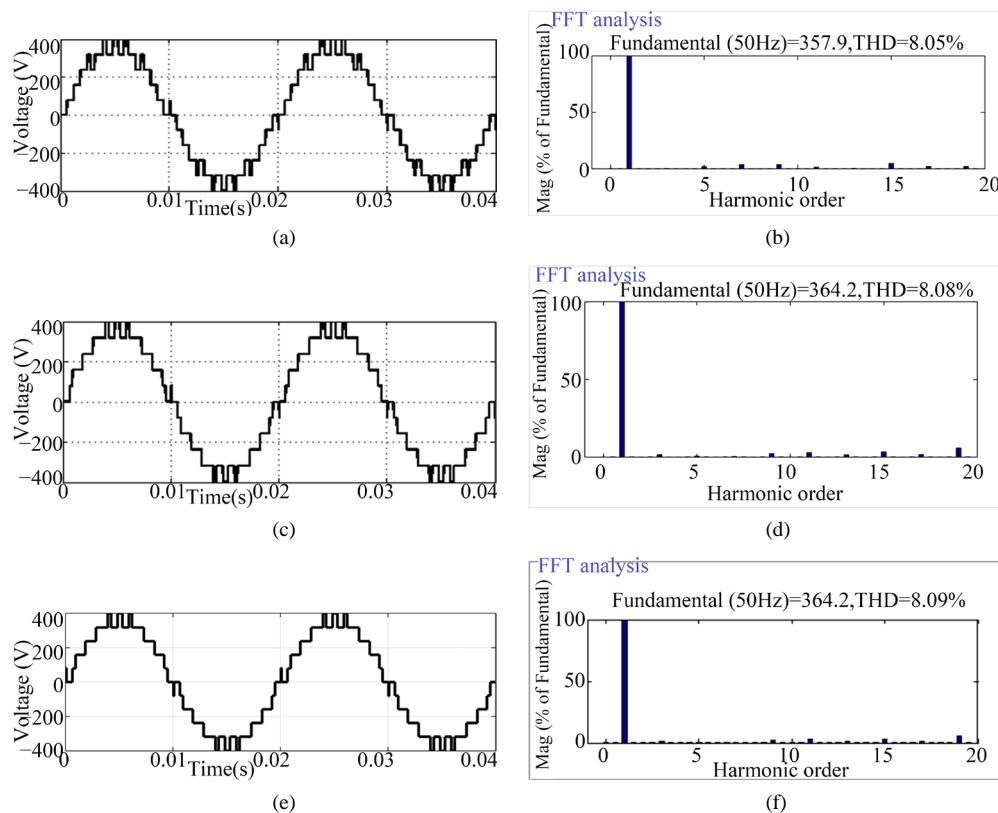 400
200
0
−200
−400
Voltage (V)
0
0.01
0.02
0.03
0.04
Time(s)
(a)
FFT analysis
Fundamental (50Hz)=357.9,THD=8.05%
100
50
0
Mag (% of Fundamental)
0
5
10
15
20
Harmonic order
(b)
400
200
0
−200
−400
Voltage (V)
0
0.01
0.02
0.03
0.04
Time(s)
(c)
FFT analysis
Fundamental (50Hz)=364.2,THD=8.08%
100
50
0
Mag (% of Fundamental)
0
5
10
15
20
Harmonic order
(d)
400
200
0
−200
−400
Voltage (V)
0
0.01
0.02
0.03
0.04
Time(s)
(e)
FFT analysis
Fundamental (50Hz)=364.2,THD=8.09%
100
50
0
Mag (% of Fundamental)
0
5
10
15
20
Harmonic order
(f)